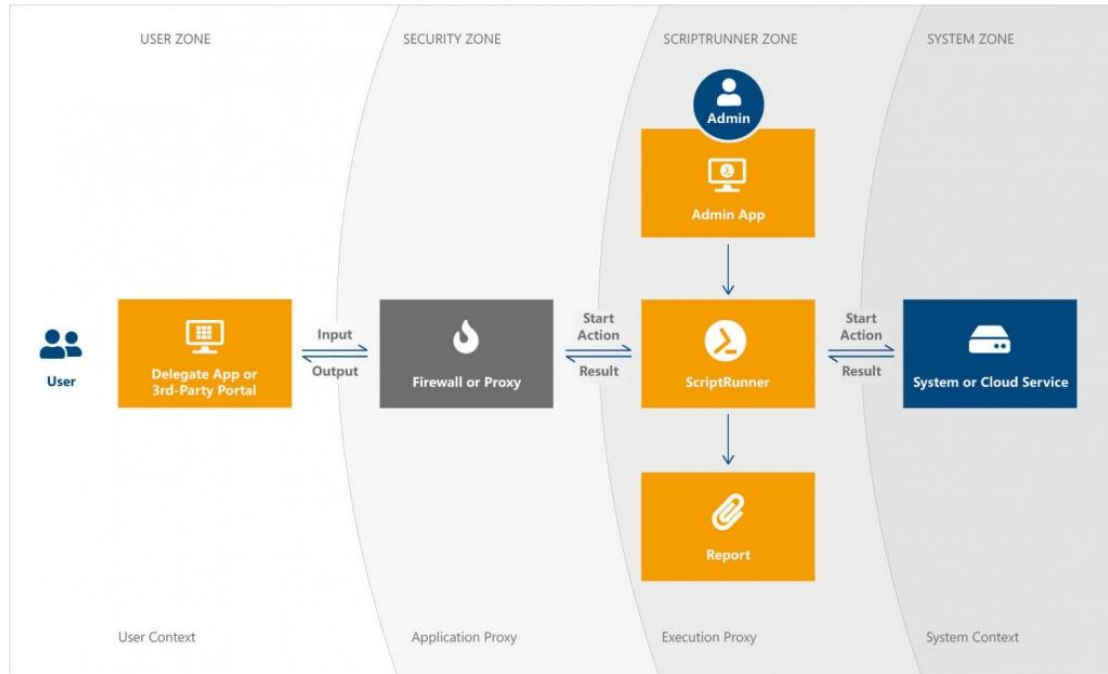 USER ZONE
SECURITY ZONE
SCRIPTRUNNER ZONE
SYSTEM ZONE
Admin
Admin App
User
Delegate App or
3rd-Party Portal
Input
Output
Firewall or Proxy
Start
Action
Result
ScriptRunner
Start
Action
Result
System or Cloud Service
Report
User Context
Application Proxy
Execution Proxy
System Context